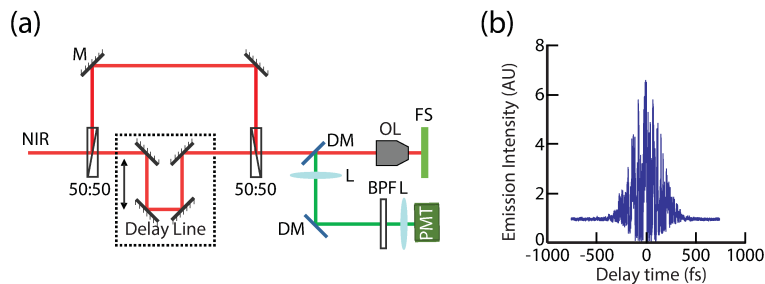 (a)
M
NIR
50:50
Delay Line
50:50
DM
OL
FS
L
DM
BPF
L
PMT
(b)
Emission Intensity (AU)
8
6
4
2
0
-1000
-500
0
500
1000
Delay time (fs)